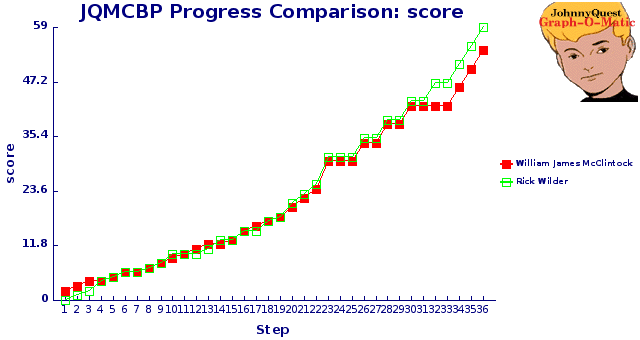 JQMCBP Progress Comparison: score
JohnnyQuest
Graph-O-Matic
59
47.2
35.4
23.6
11.8
0
score
William James McClintock
Rick Wilder
1 2 3 4 5 6 7 8 9 10 11 12 13 14 15 16 17 18 19 20 21 22 23 24 25 26 27 28 29 30 31 32 33 34 35 36
Step